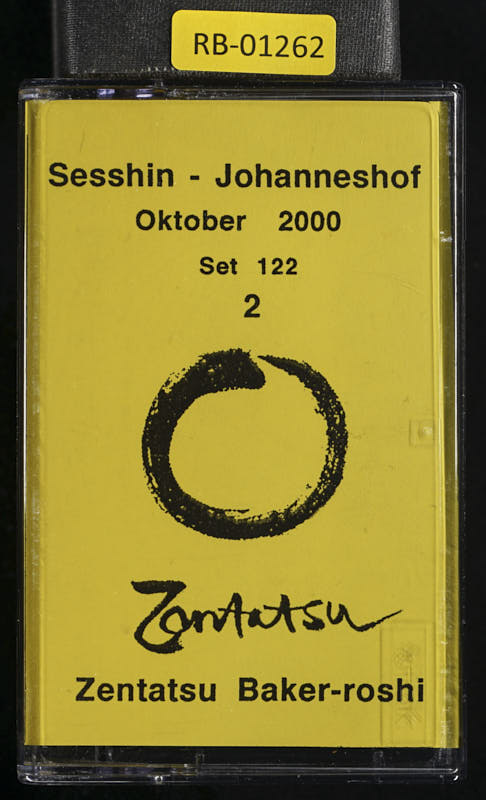 RB-01262
Sesshin - Johanneshof
Oktober 2000
Set 122
2
Zentatsu
Zentatsu Baker-roshi